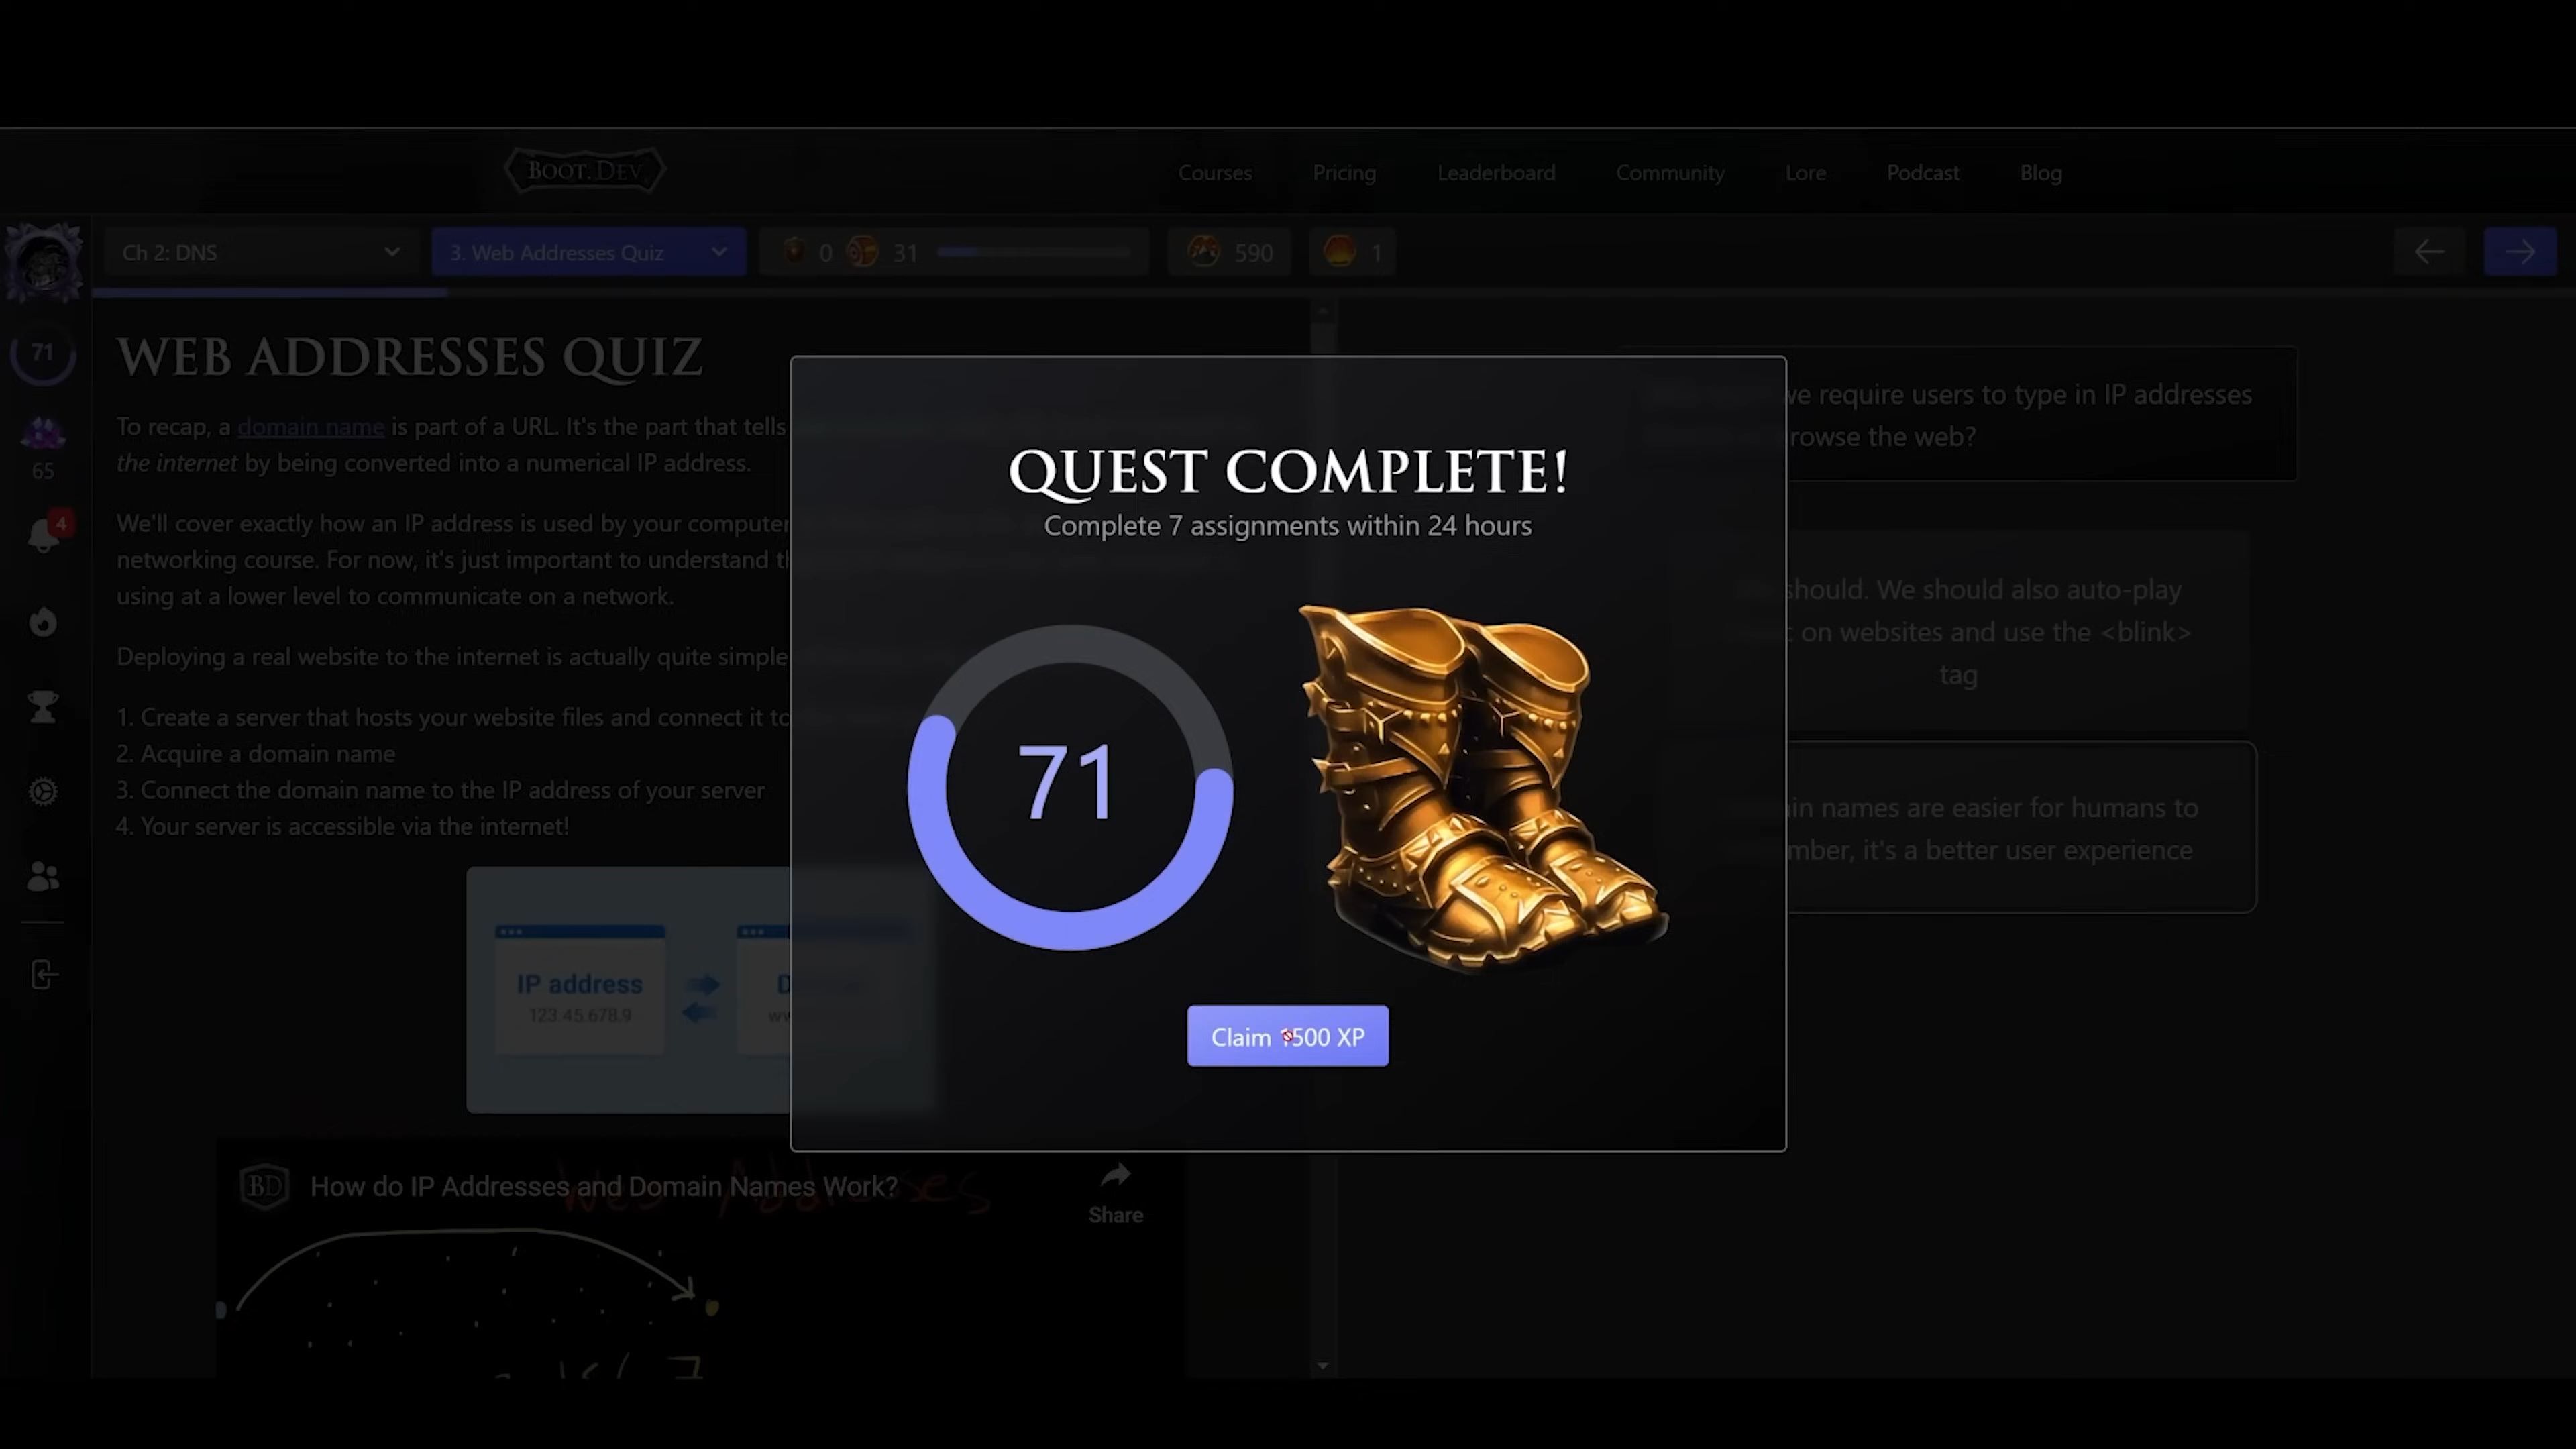 BOOT.DEV
Courses
Pricing
Leaderboard
Community
Lore
Podcast
Blog
Ch 2: DNS
3. Web Addresses Quiz
0
31
590
1
71
65
4
WEB ADDRESSES QUIZ
To recap, a domain name is part of a URL. It's the part that tells
the internet by being converted into a numerical IP address.
We'll cover exactly how an IP address is used by your computer
networking course. For now, it's just important to understand
using at a lower level to communicate on a network.
Deploying a real website to the internet is actually quite simple
1. Create a server that hosts your website files and connect it to
2. Acquire a domain name
3. Connect the domain name to the IP address of your server
4. Your server is accessible via the internet!
IP address
123.45.678.9
BD
How do IP Addresses and Domain Names Work?
Web Addresses
Share
QUEST COMPLETE!
Complete 7 assignments within 24 hours
71
Claim 1500 XP
we require users to type in IP addresses
browse the web?
should. We should also auto-play
on websites and use the <blink>
tag
names are easier for humans to
it's a better user experience